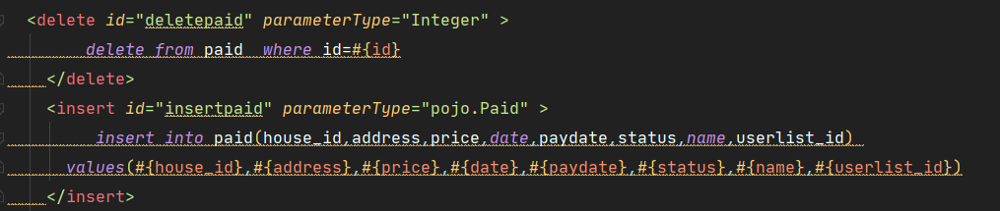 <delete id="deletepaid" parameterType="Integer" >
delete from paid  where id=#{id}
</delete>
<insert id="insertpaid" parameterType="pojo.Paid" >
insert into paid(house_id,address,price,date,paydate,status,name,userlist_id)
values(#{house_id},#{address},#{price},#{date},#{paydate},#{status},#{name},#{userlist_id})
</insert>